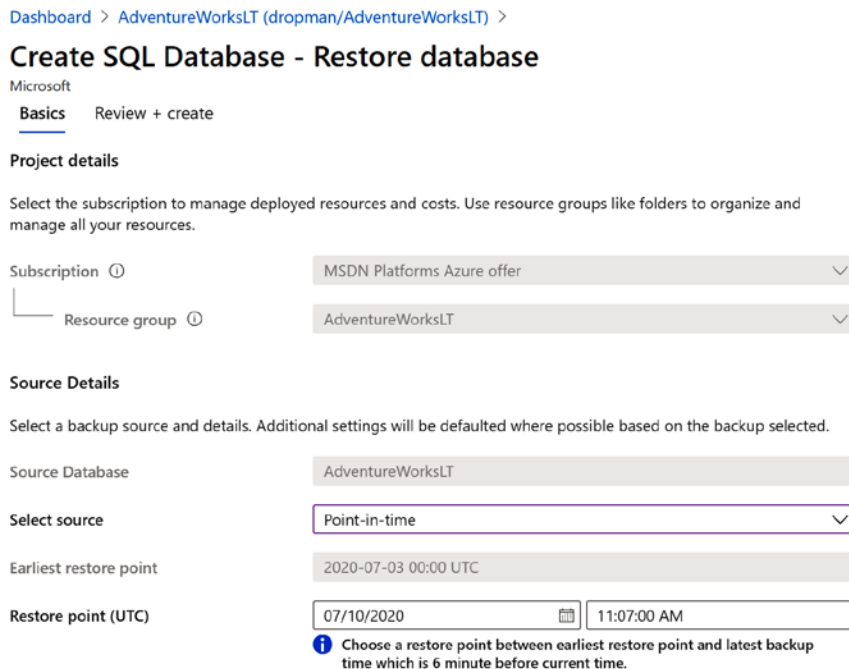 Dashboard > AdventureWorksLT (dropman/AdventureWorksLT) >
Create SQL Database - Restore database
Microsoft
Basics Review + create
Project details
Select the subscription to manage deployed resources and costs. Use resource groups like folders to organize and
manage all your resources.
Subscription MSDN Platforms Azure offer
Resource group AdventureWorksLT
Source Details
Select a backup source and details. Additional settings will be defaulted where possible based on the backup selected.
Source Database AdventureWorksLT
Select source Point-in-time
Earliest restore point 2020-07-03 00:00 UTC
Restore point (UTC) 07/10/2020 11:07:00 AM
Choose a restore point between earliest restore point and latest backup
time which is 6 minute before current time.